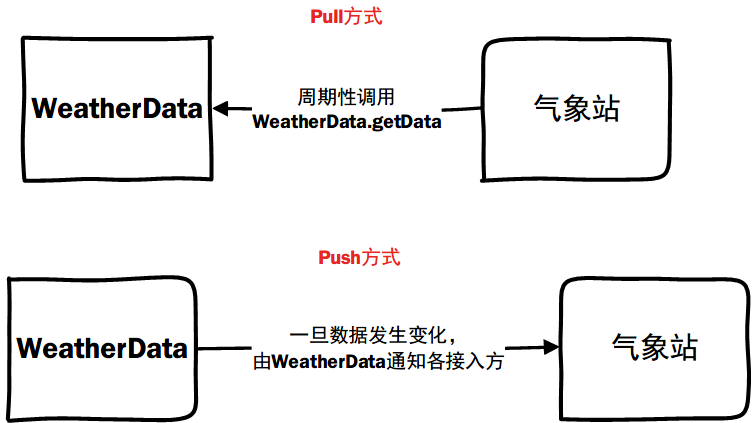 Pull方式
WeatherData
周期性调用
WeatherData.getData
气象站
Push方式
WeatherData
一旦数据发生变化，
由WeatherData通知各接入方
气象站